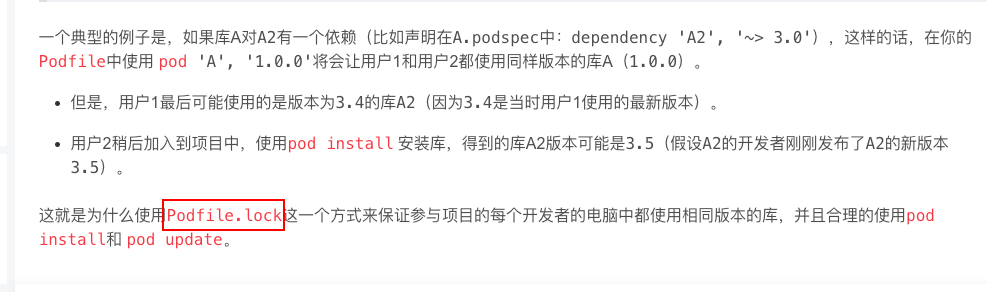 一个典型的例子是，如果库A对A2有一个依赖（比如声明在A.podspec中：dependency 'A2', '~> 3.0'），这样的话，在你的
Podfile中使用 pod 'A', '1.0.0'将会让用户1和用户2都使用同样版本的库A（1.0.0）。
• 但是，用户1最后可能使用的是版本为3.4的库A2（因为3.4是当时用户1使用的最新版本）。
• 用户2稍后加入到项目中，使用pod install 安装库，得到的库A2版本可能是3.5（假设A2的开发者刚刚发布了A2的新版本
3.5）。
这就是为什么使用Podfile.lock这一个方式来保证参与项目的每个开发者的电脑中都使用相同版本的库，并且合理的使用pod
install和 pod update。